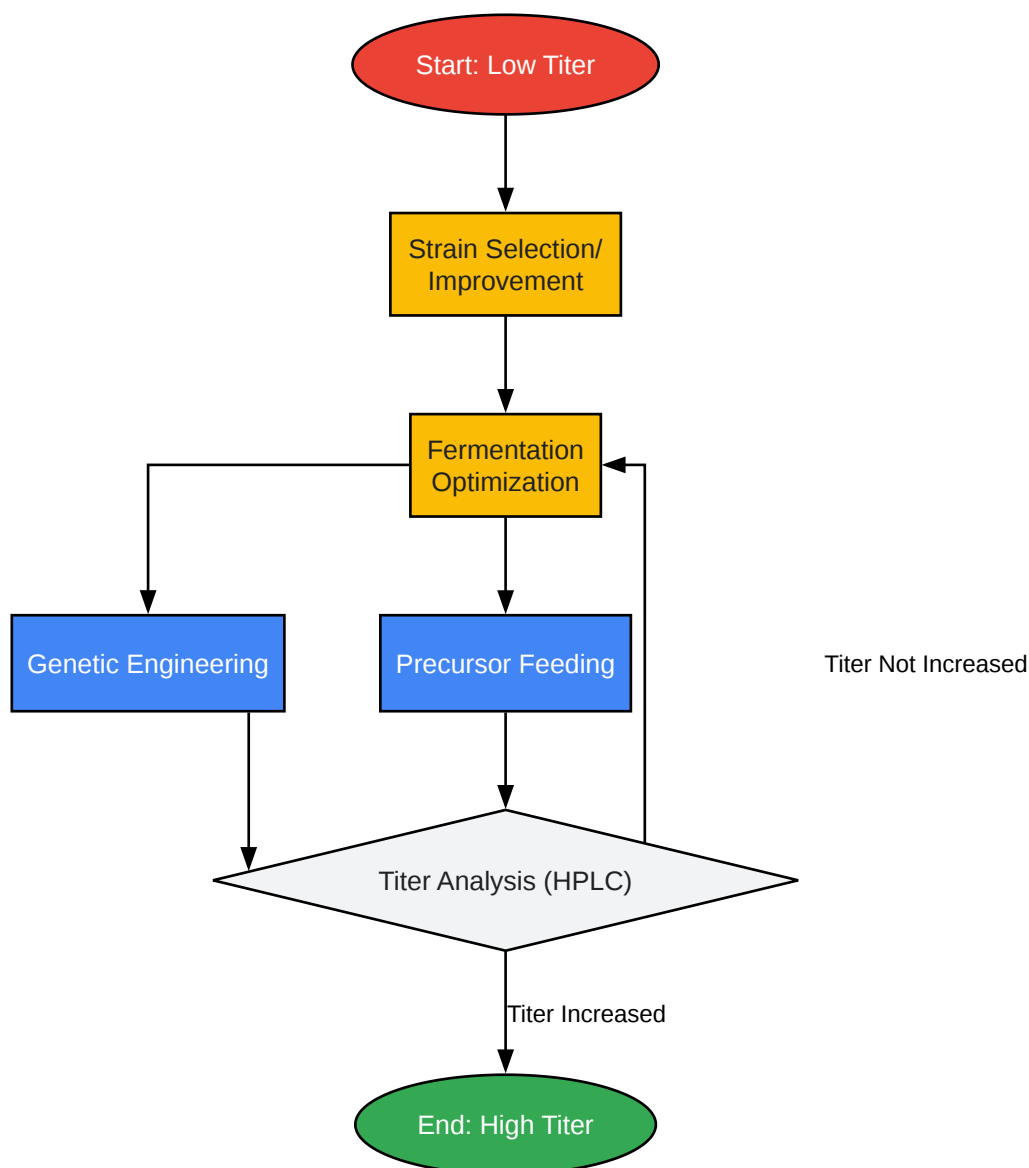 Start: Low Titer
Strain Selection/
Improvement
Fermentation
Optimization
Genetic Engineering
Precursor Feeding
Titer Not Increased
Titer Analysis (HPLC)
Titer Increased
End: High Titer